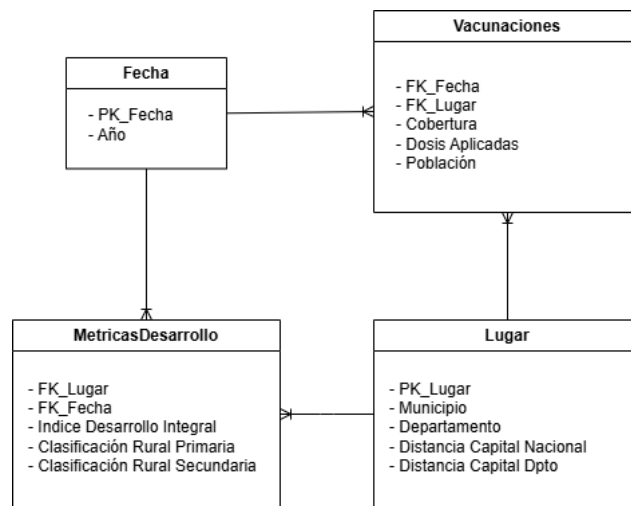 Vacunaciones
- FK_Fecha
- FK_Lugar
- Cobertura
- Dosis Aplicadas
- Población
Fecha
- PK_Fecha
- Año
MetricasDesarrollo
- FK_Lugar
- FK_Fecha
- Indice Desarrollo Integral
- Clasificación Rural Primaria
- Clasificación Rural Secundaria
Lugar
- PK_Lugar
- Municipio
- Departamento
- Distancia Capital Nacional
- Distancia Capital Dpto